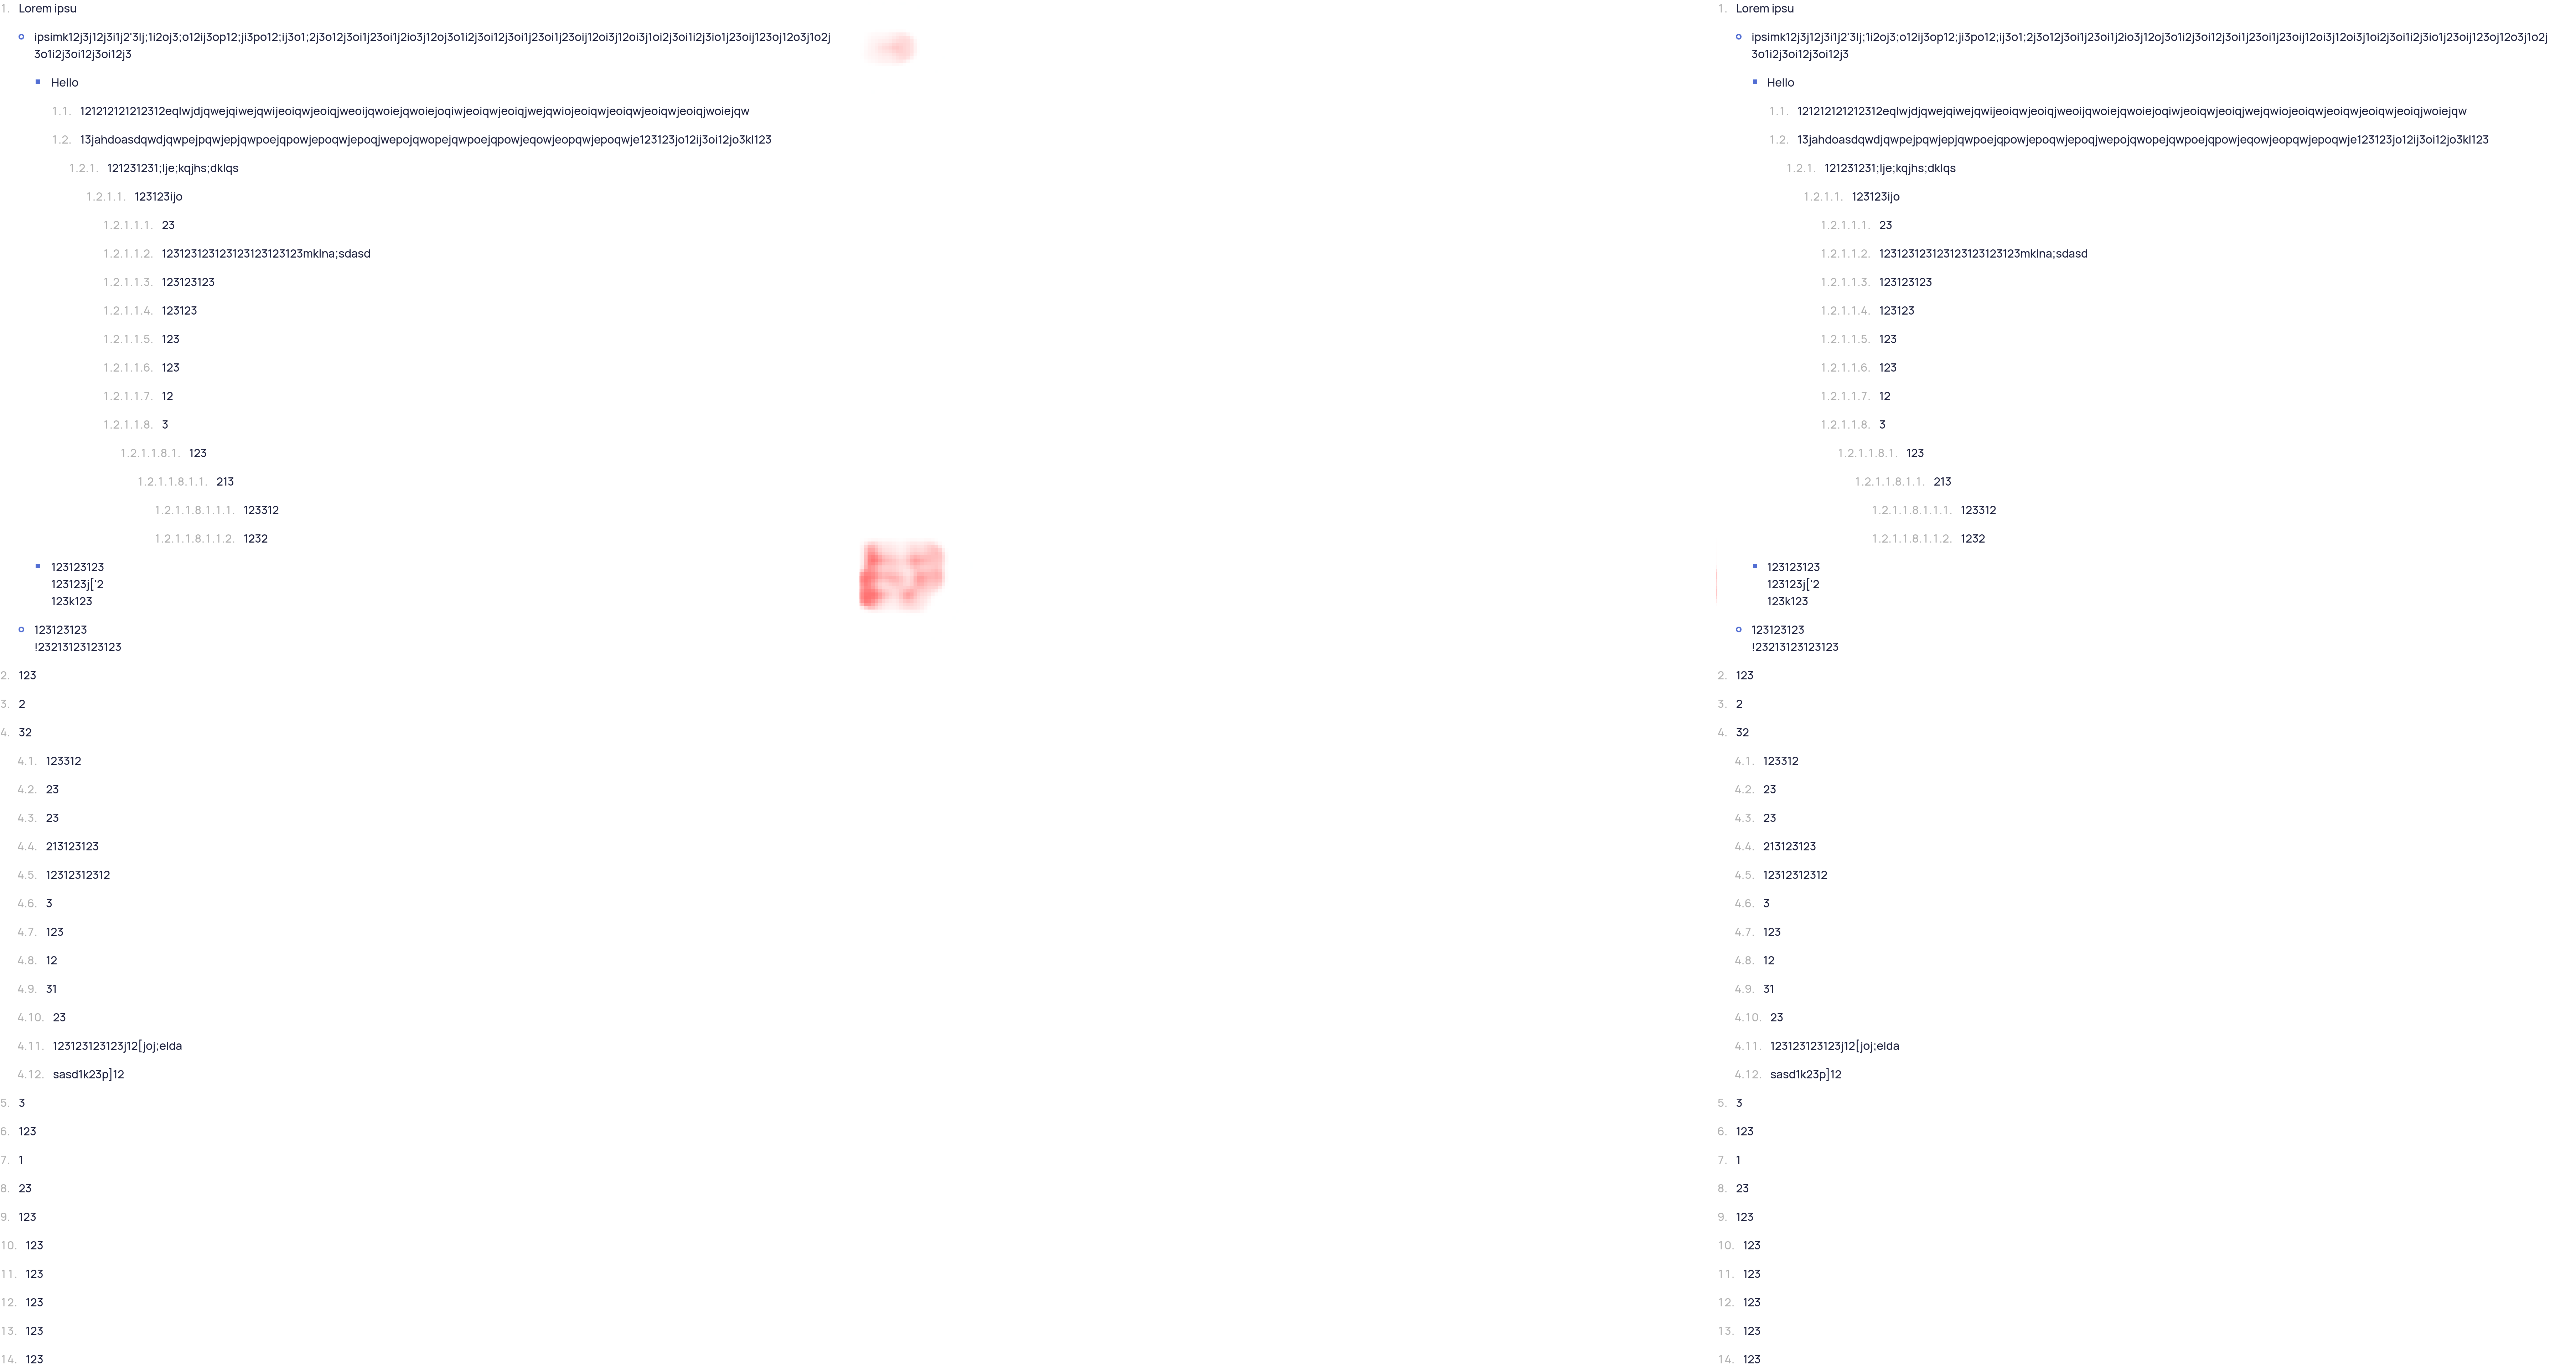 1. Lorem ipsu
ipsimk12j3j12j3i1j2'3lj;1i2oj3;o12ij3op12;ji3po12;ij3o1;2j3o12j3oi1j23oi1j2io3j12oj3o1i2j3oi12j3oi1j23oi1j23oij12oi3j12oi3j1oi2j3oi1i2j3io1j23oij123oj12o3j1o2j
3o1i2j3oi12j3oi12j3
Hello
1.1. 121212121212312eqlwjdjqwejqiwejqwijeoiqwjeoiqjweoijqwoiejqwoiejoqiwjeoiqwjeoiqjwejqwiojeoiqwjeoiqwjeoiqwjeoiqjwoiejqw
1.2. 13jahdoasdqwdjqwpejpqwjepjqwpoejqpowjepoqwjepoqjwepojqwopejqwpoejqpowjeqowjeopqwjepoqwje123123jo12ij3oi12jo3kl123
1.2.1. 121231231;lje;kqjhs;dklqs
1.2.1.1. 123123ijo
1.2.1.1.1. 23
1.2.1.1.2. 123123123123123123123123mklna;sdasd
1.2.1.1.3. 123123123
1.2.1.1.4. 123123
1.2.1.1.5. 123
1.2.1.1.6. 123
1.2.1.1.7. 12
1.2.1.1.8. 3
1.2.1.1.8.1. 123
1.2.1.1.8.1.1. 213
1.2.1.1.8.1.1.1. 123312
1.2.1.1.8.1.1.2. 1232
123123123
123123j['2
123k123
123123123
!23213123123123
2. 123
3. 2
4. 32
4.1. 123312
4.2. 23
4.3. 23
4.4. 213123123
4.5. 12312312312
4.6. 3
4.7. 123
4.8. 12
4.9. 31
4.10. 23
4.11. 123123123123j12[joj;elda
4.12. sasd1k23p]12
5. 3
6. 123
7. 1
8. 23
9. 123
10. 123
11. 123
12. 123
13. 123
14. 123
1. Lorem ipsu
ipsimk12j3j12j3i1j2'3lj;1i2oj3;o12ij3op12;ji3po12;ij3o1;2j3o12j3oi1j23oi1j2io3j12oj3o1i2j3oi12j3oi1j23oi1j23oij12oi3j12oi3j1oi2j3oi1i2j3io1j23oij123oj12o3j1o2j
3o1i2j3oi12j3oi12j3
Hello
1.1. 121212121212312eqlwjdjqwejqiwejqwijeoiqwjeoiqjweoijqwoiejqwoiejoqiwjeoiqwjeoiqjwejqwiojeoiqwjeoiqwjeoiqwjeoiqjwoiejqw
1.2. 13jahdoasdqwdjqwpejpqwjepjqwpoejqpowjepoqwjepoqjwepojqwopejqwpoejqpowjeqowjeopqwjepoqwje123123jo12ij3oi12jo3kl123
1.2.1. 121231231;lje;kqjhs;dklqs
1.2.1.1. 123123ijo
1.2.1.1.1. 23
1.2.1.1.2. 123123123123123123123123mklna;sdasd
1.2.1.1.3. 123123123
1.2.1.1.4. 123123
1.2.1.1.5. 123
1.2.1.1.6. 123
1.2.1.1.7. 12
1.2.1.1.8. 3
1.2.1.1.8.1. 123
1.2.1.1.8.1.1. 213
1.2.1.1.8.1.1.1. 123312
1.2.1.1.8.1.1.2. 1232
123123123
123123j['2
123k123
123123123
!23213123123123
2. 123
3. 2
4. 32
4.1. 123312
4.2. 23
4.3. 23
4.4. 213123123
4.5. 12312312312
4.6. 3
4.7. 123
4.8. 12
4.9. 31
4.10. 23
4.11. 123123123123j12[joj;elda
4.12. sasd1k23p]12
5. 3
6. 123
7. 1
8. 23
9. 123
10. 123
11. 123
12. 123
13. 123
14. 123